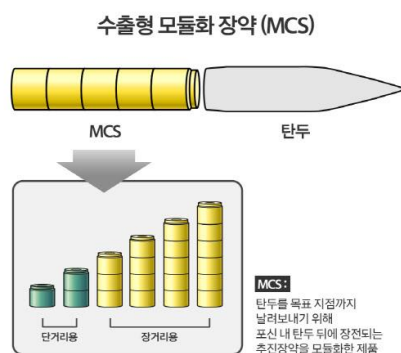 수출형 모듈화 장약 (MCS)
MCS
탄두
단거리용
장거리용
MCS :
탄두를 목표 지점까지
날려보내기 위해
포신 내 탄두 뒤에 장전되는
추진장약을 모듈화한 제품